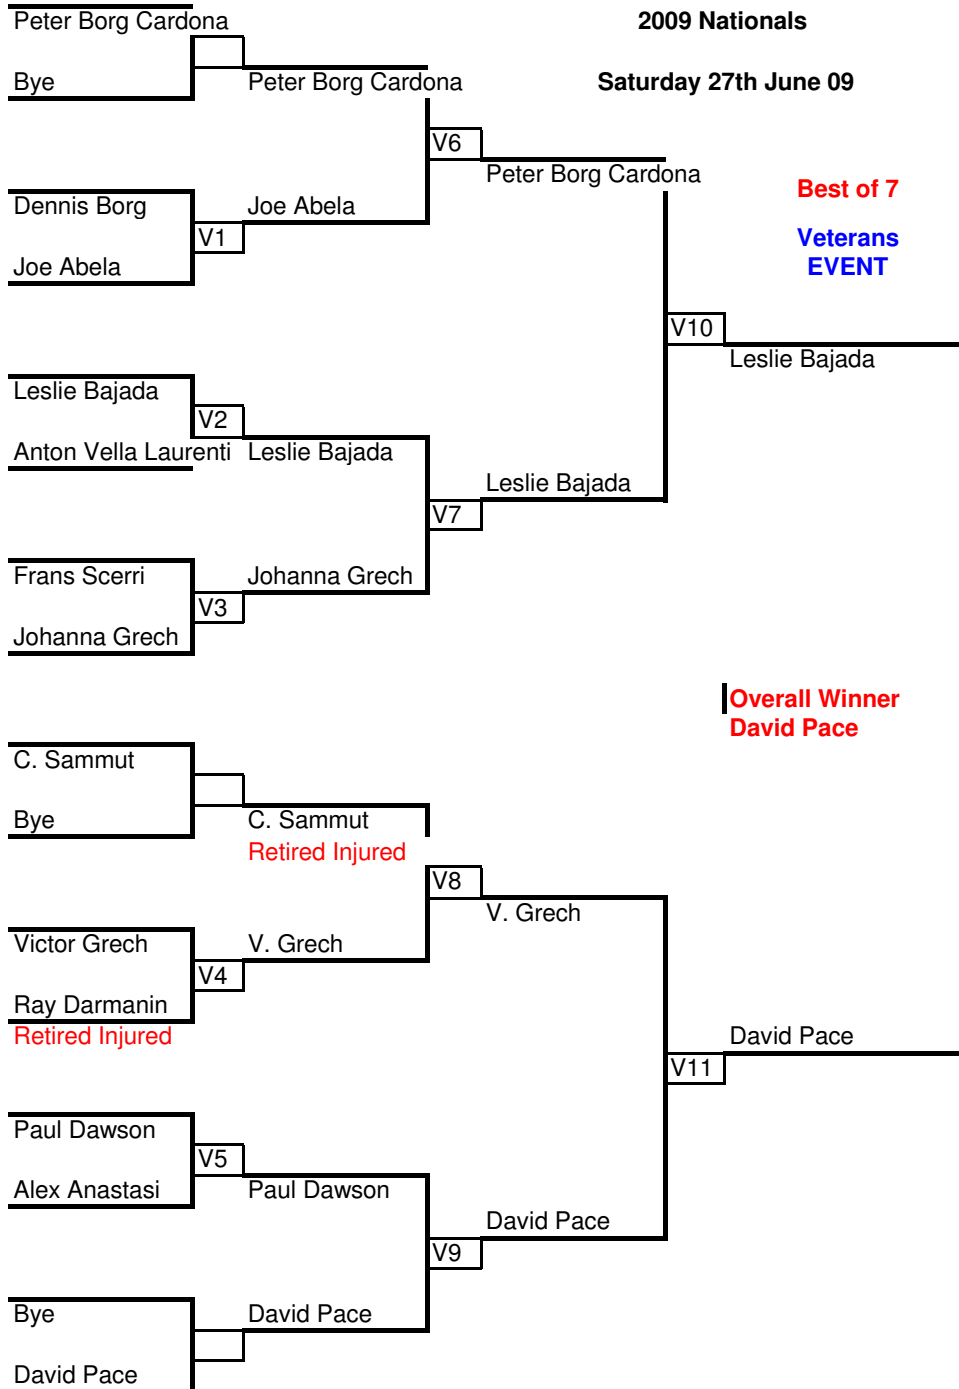 Peter Borg Cardona
2009 Nationals
Bye
Peter Borg Cardona
Saturday 27th June 09
V6
Peter Borg Cardona
Dennis Borg
Joe Abela
Best of 7
V1
Veterans
Joe Abela
EVENT
V10
Leslie Bajada
Leslie Bajada
V2
Anton Vella Laurenti
Leslie Bajada
Leslie Bajada
V7
Frans Scerri
Johanna Grech
V3
Johanna Grech
Overall Winner
David Pace
C. Sammut
Bye
C. Sammut
Retired Injured
V8
V. Grech
Victor Grech
V. Grech
V4
Ray Darmanin
Retired Injured
David Pace
V11
Paul Dawson
V5
Alex Anastasi
Paul Dawson
David Pace
V9
Bye
David Pace
David Pace